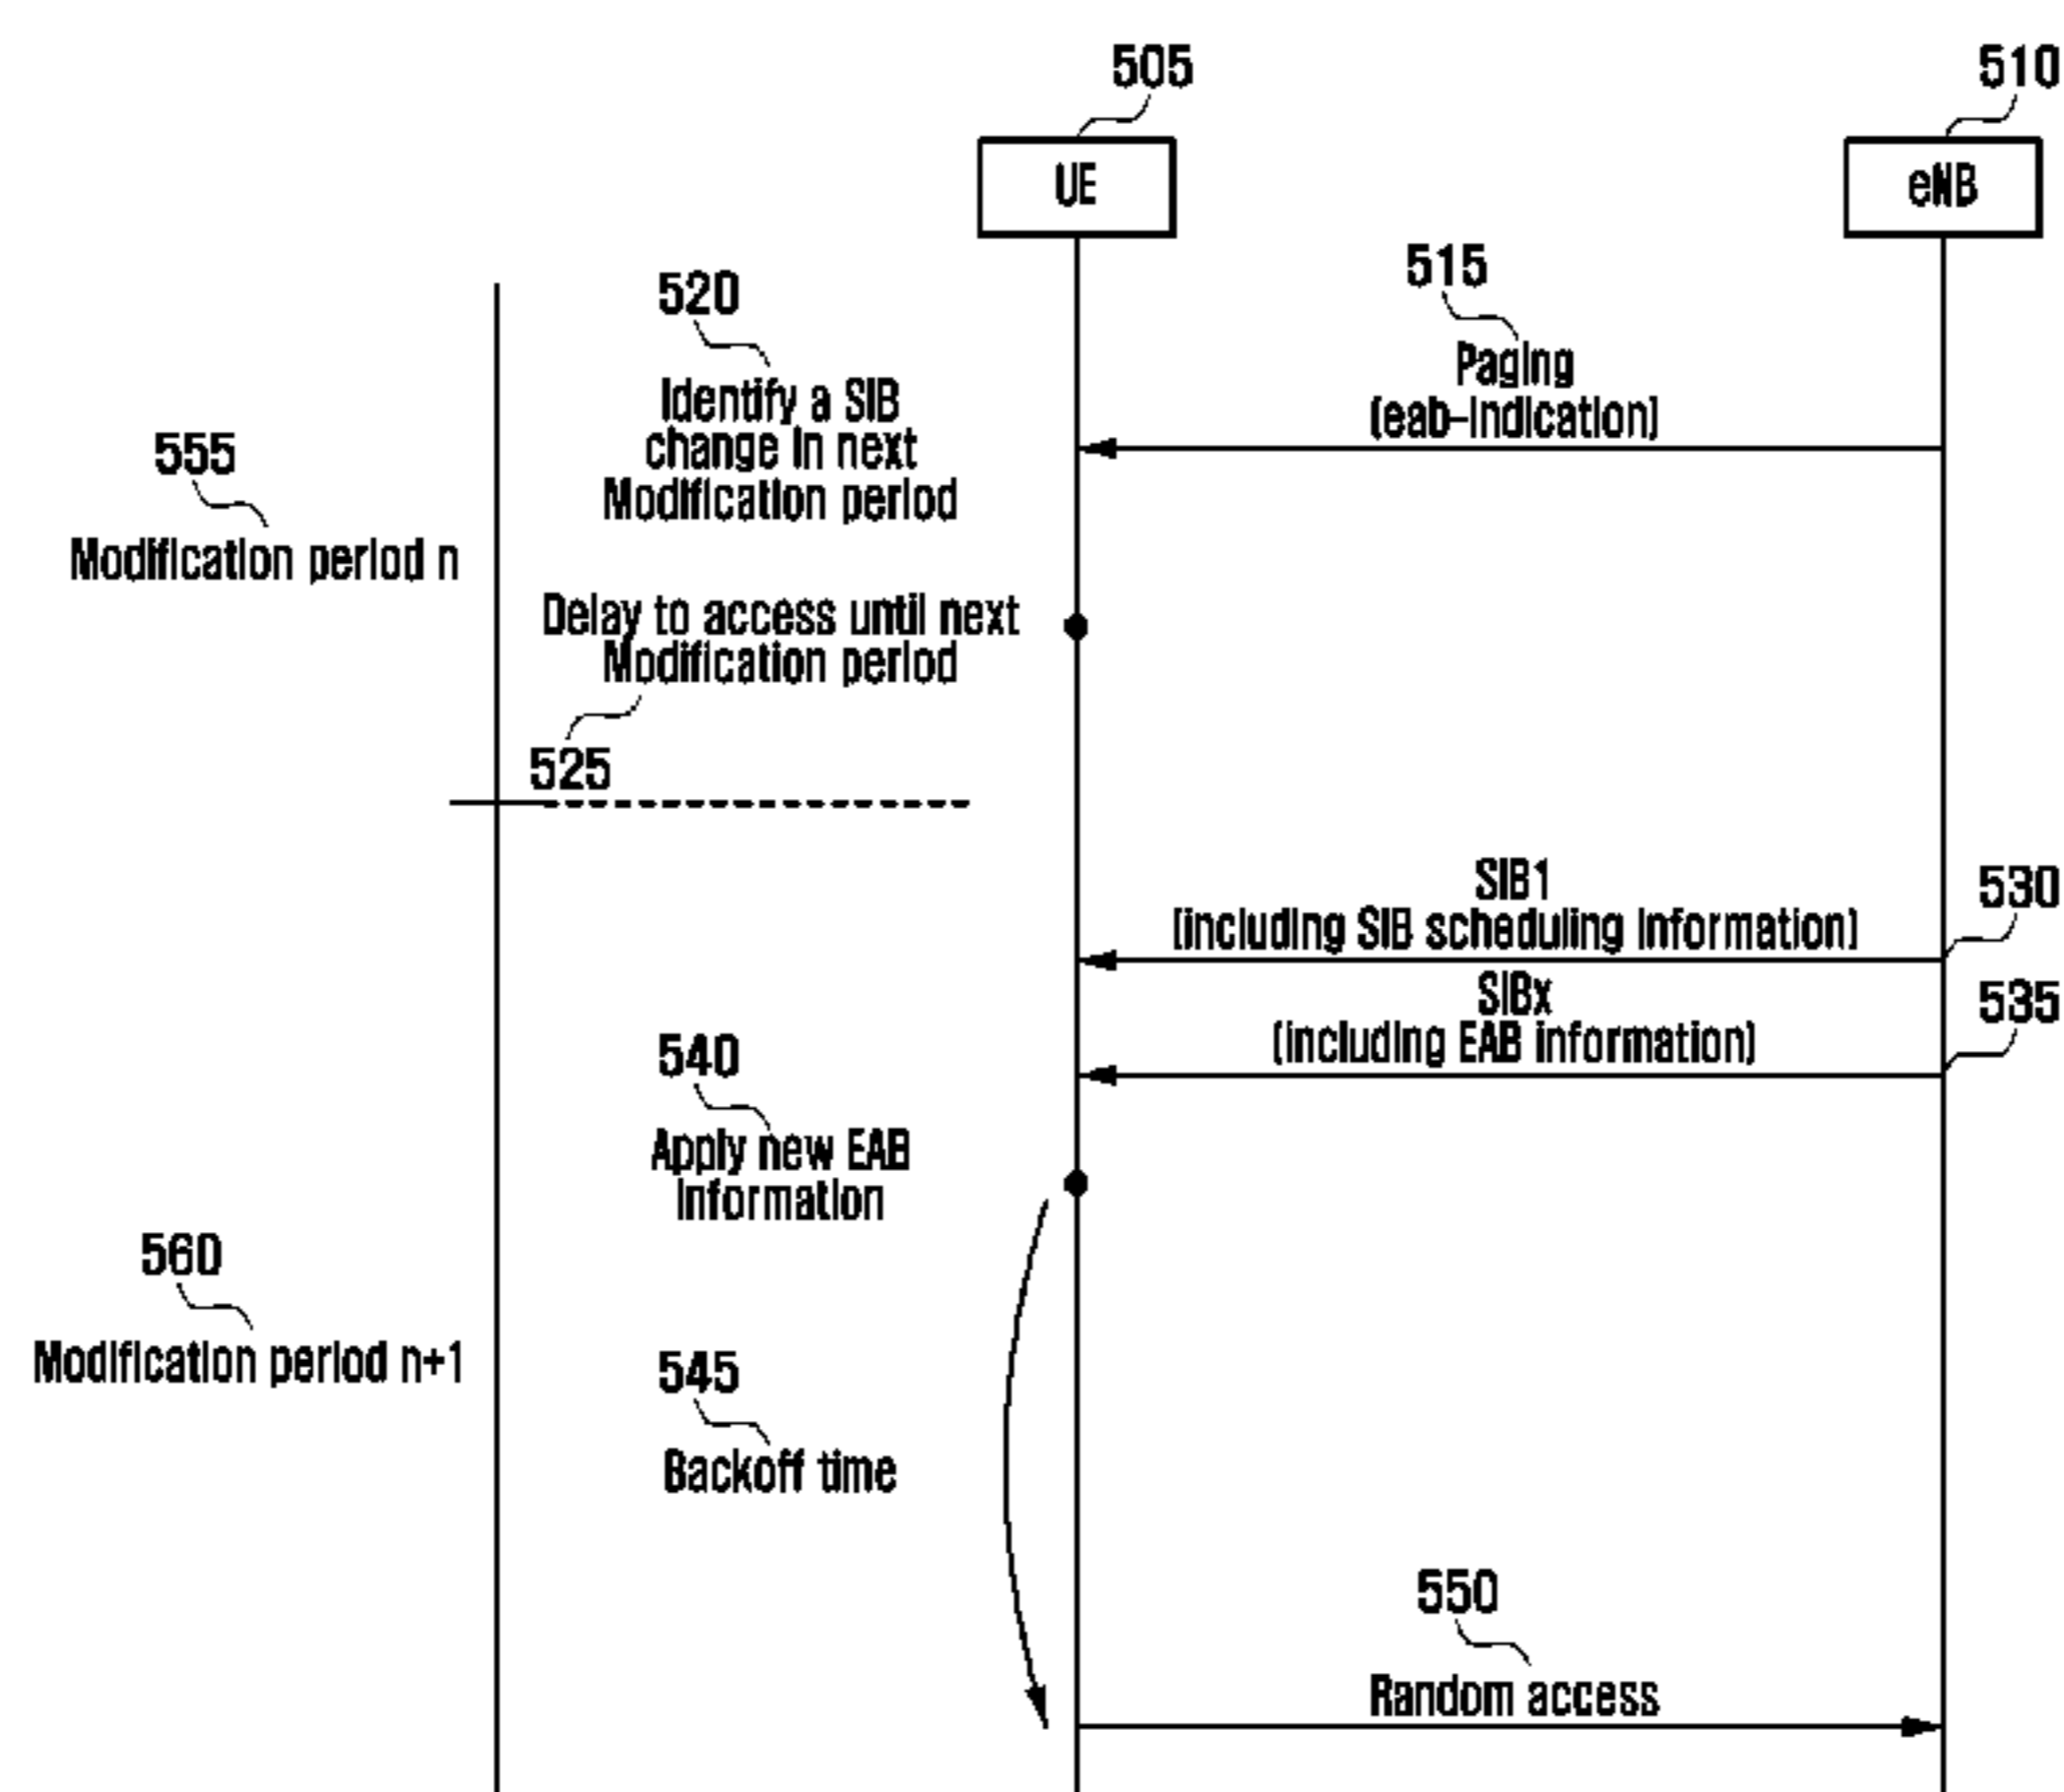 505
510
UE
eNB
515
Paging
(eab-indication)
520
Identify a SIB
change in next
Modification period
555
Modification period n
Delay to access until next
Modification period
525
SIB1
(including SIB scheduling information)
530
SIBx
(including EAB information)
535
540
Apply new EAB
information
560
Modification period n+1
545
Backoff time
550
Random access